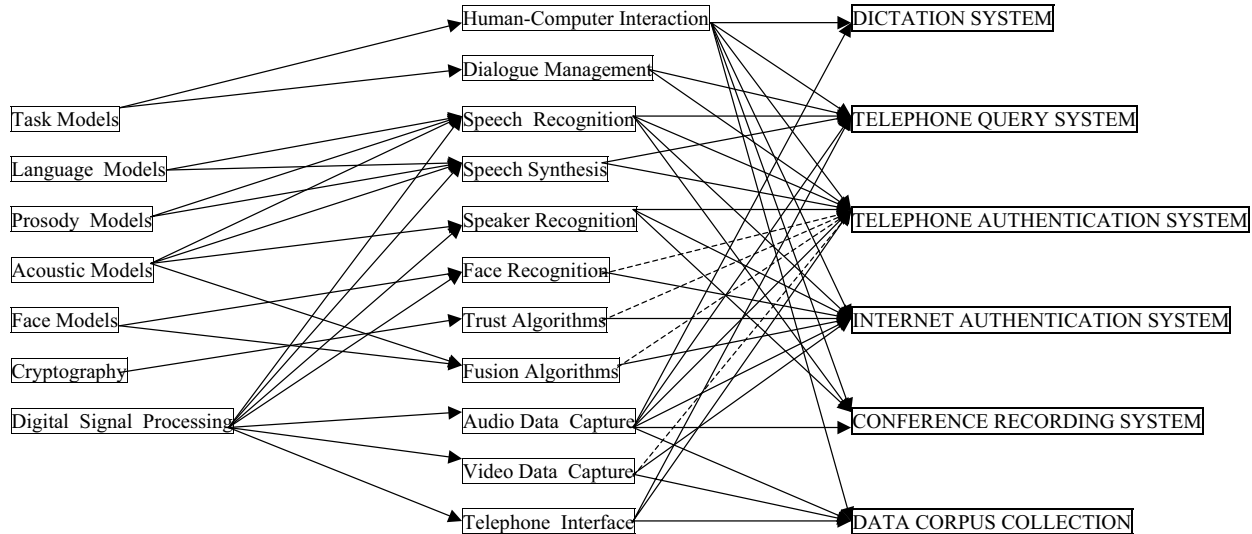 Human-Computer Interaction
DICTATION SYSTEM
Dialogue Management
Task Models
Speech Recognition
TELEPHONE QUERY SYSTEM
Language Models
Speech Synthesis
Prosody Models
Speaker Recognition
TELEPHONE AUTHENTICATION SYSTEM
Acoustic Models
Face Recognition
Face Models
Trust Algorithms
INTERNET AUTHENTICATION SYSTEM
Cryptography
Fusion Algorithms
Digital Signal Processing
Audio Data Capture
CONFERENCE RECORDING SYSTEM
Video Data Capture
Telephone Interface
DATA CORPUS COLLECTION